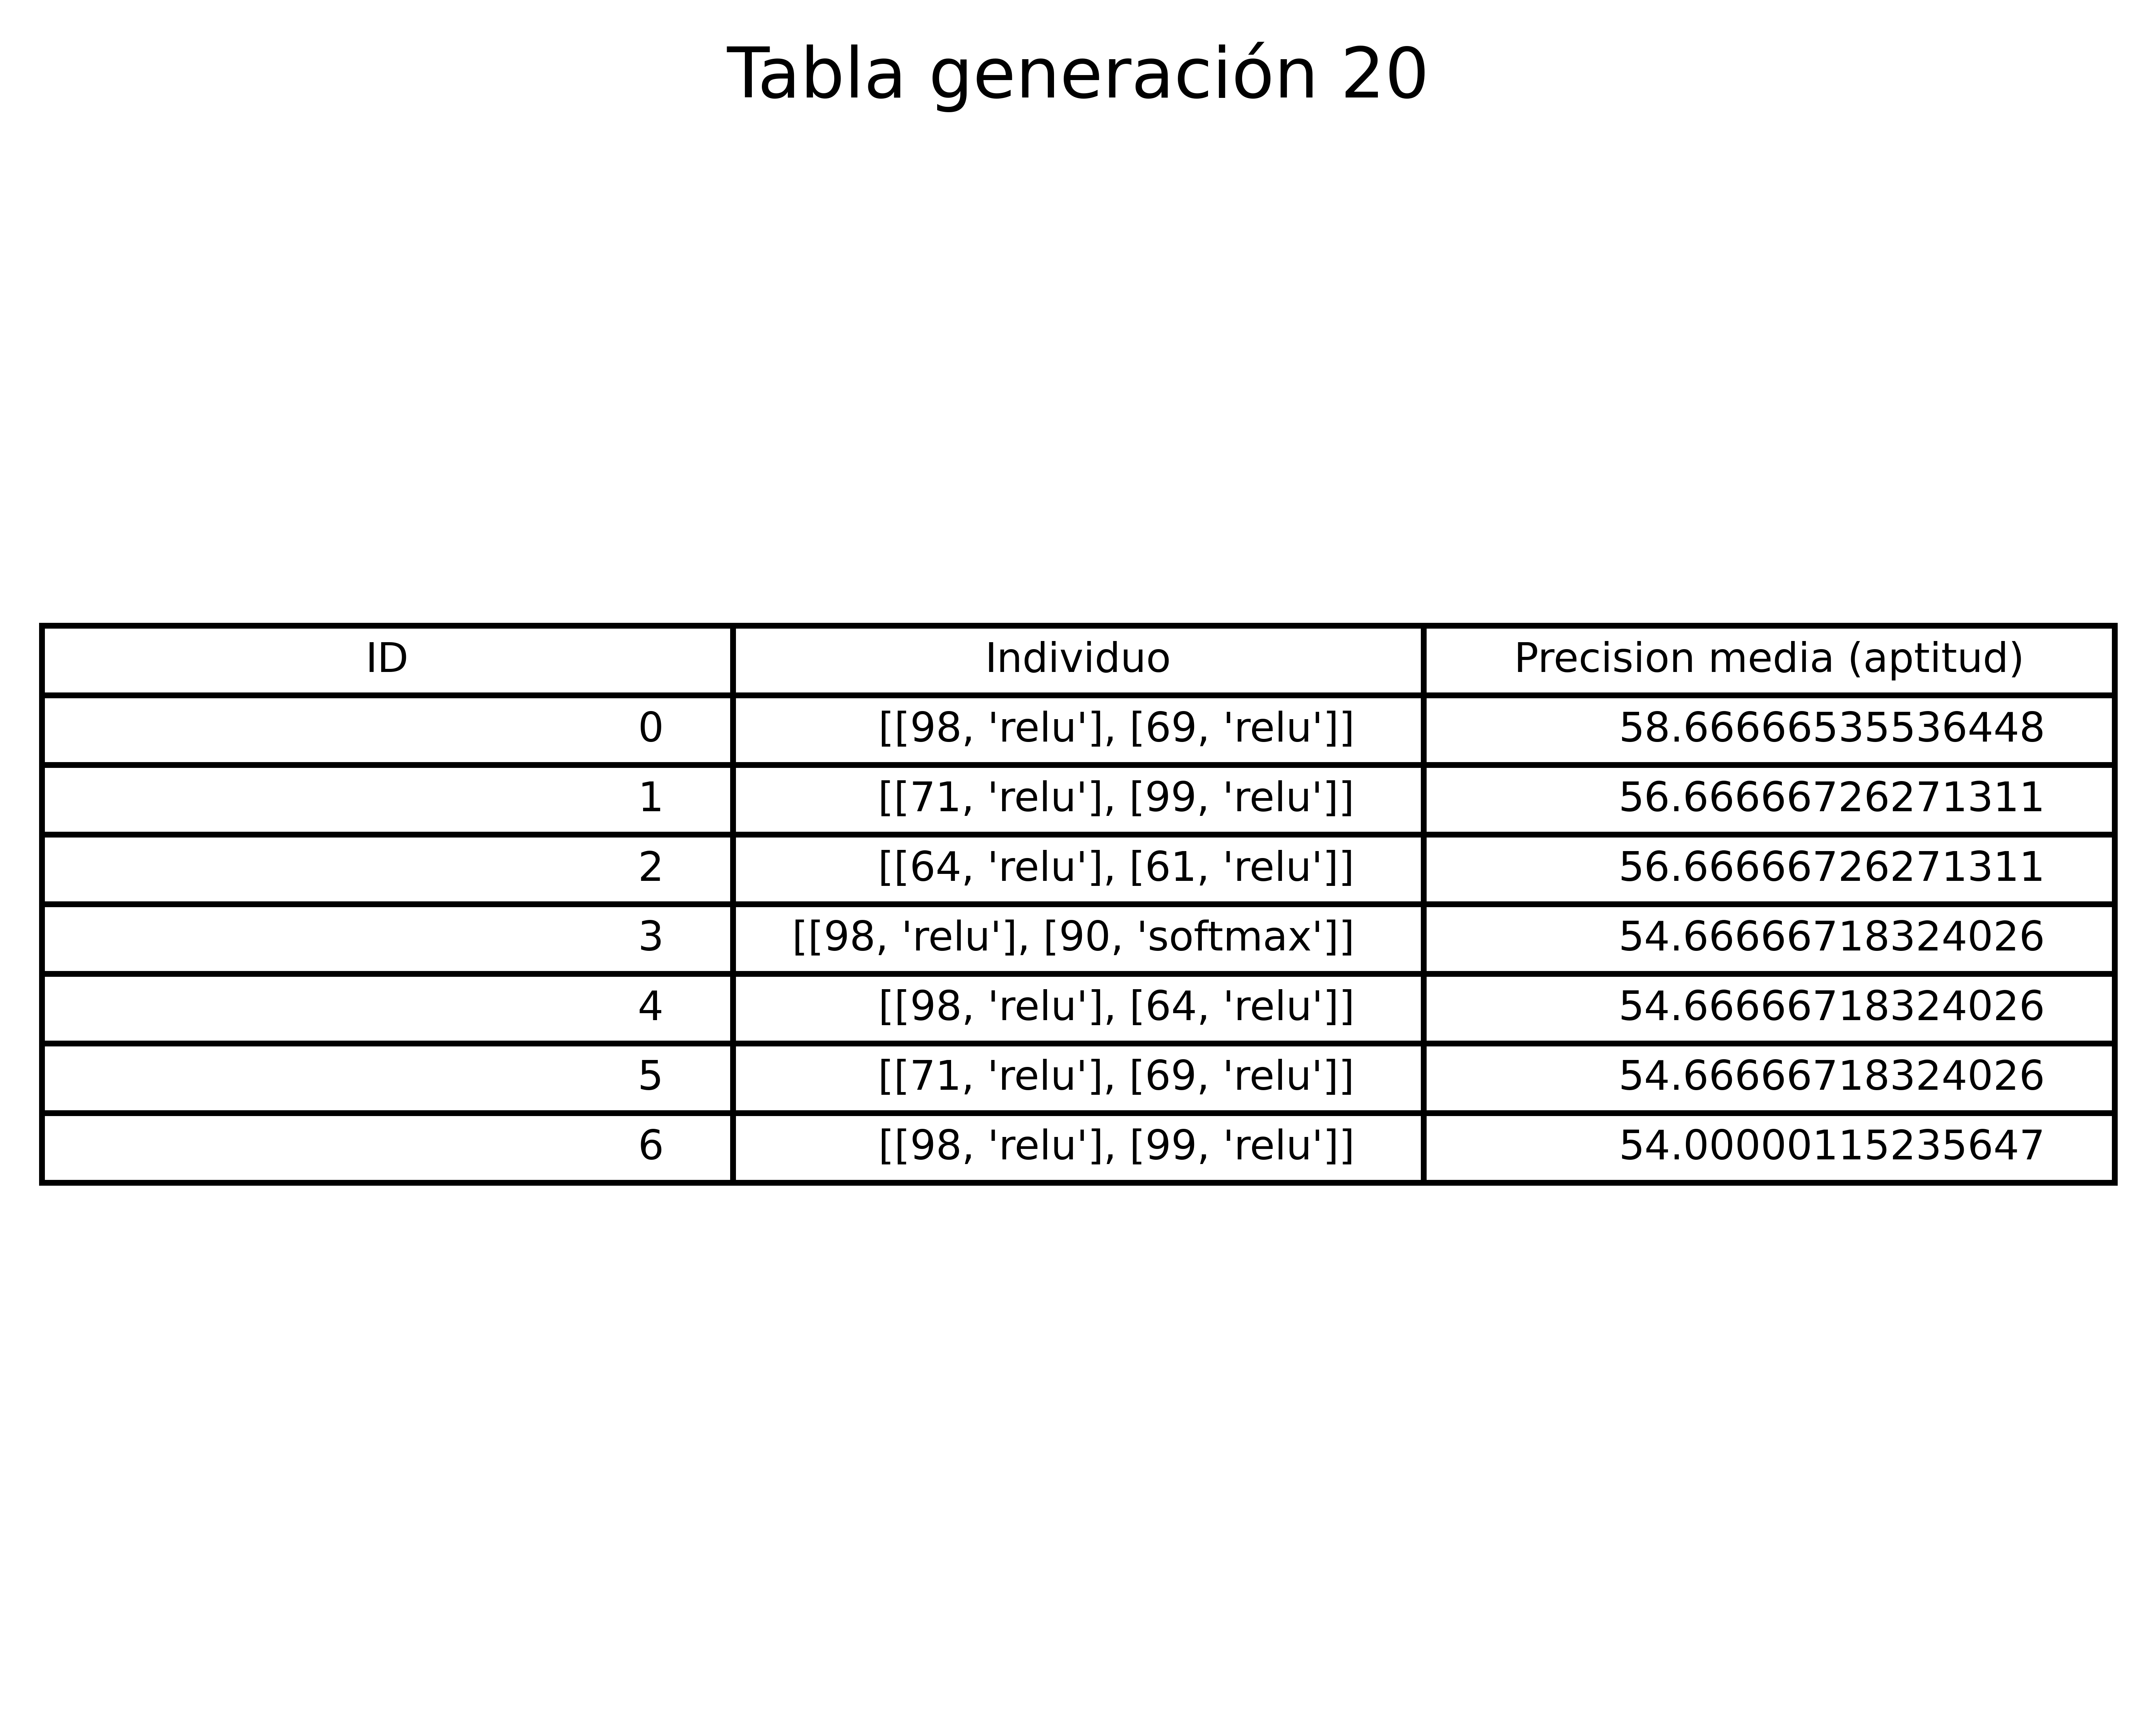 Tabla generación 20
ID Individuo Precision media (aptitud)
0 [[98, 'relu'], [69, 'relu']] 58.66666535536448
1 [[71, 'relu'], [99, 'relu']] 56.666667262271311
2 [[64, 'relu'], [61, 'relu']] 56.666667262271311
3 [[98, 'relu'], [90, 'softmax']] 54.66666718324026
4 [[98, 'relu'], [64, 'relu']] 54.66666718324026
5 [[71, 'relu'], [69, 'relu']] 54.66666718324026
6 [[98, 'relu'], [99, 'relu']] 54.00000115235647